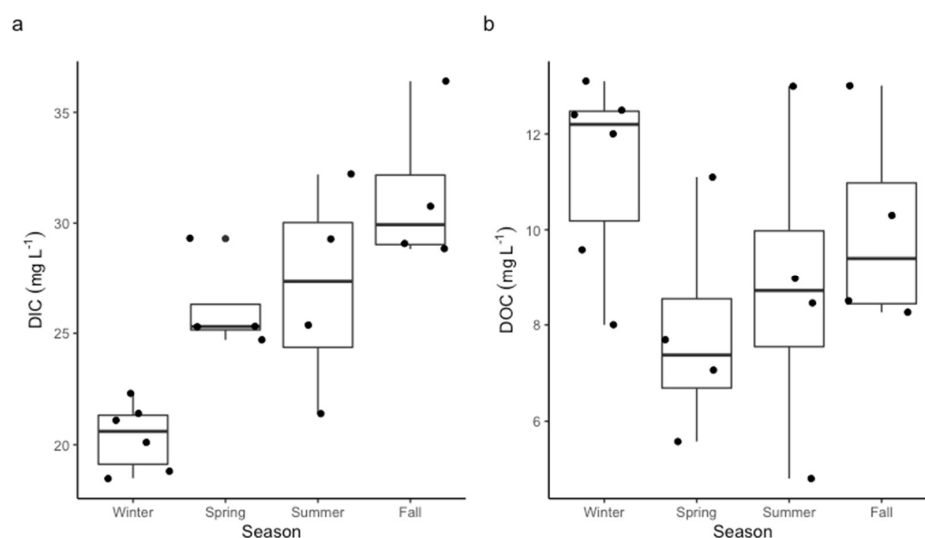 a
DIC (mg L⁻¹)
35
30
25
20
Winter Spring Summer Fall
Season
b
DOC (mg L⁻¹)
12
10
8
6
Winter Spring Summer Fall
Season